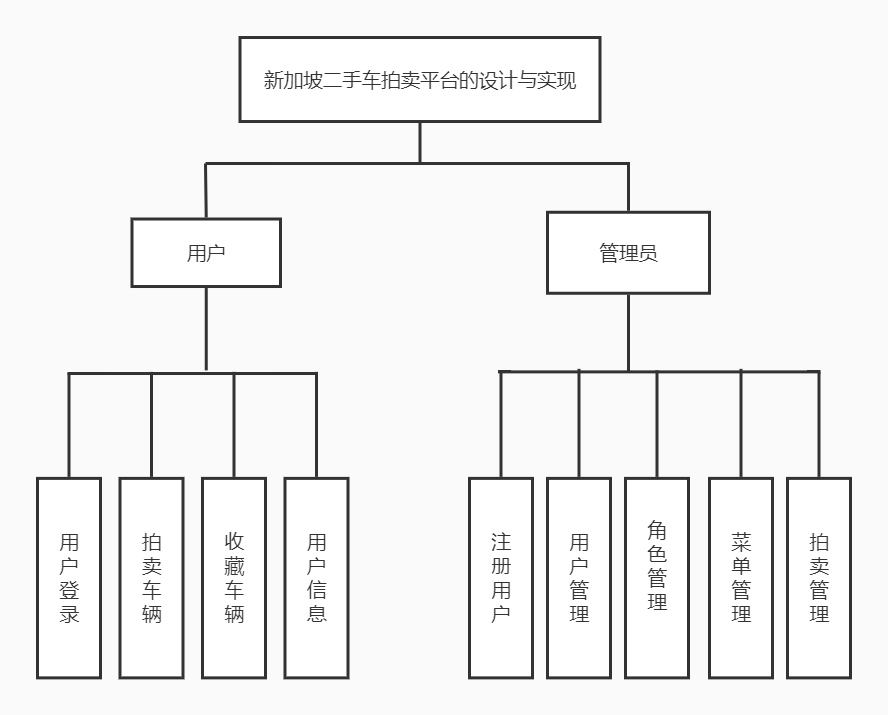 新加坡二手车拍卖平台的设计与实现
用户
管理员
用户登录
拍卖车辆
收藏车辆
用户信息
注册用户
用户管理
角色管理
菜单管理
拍卖管理